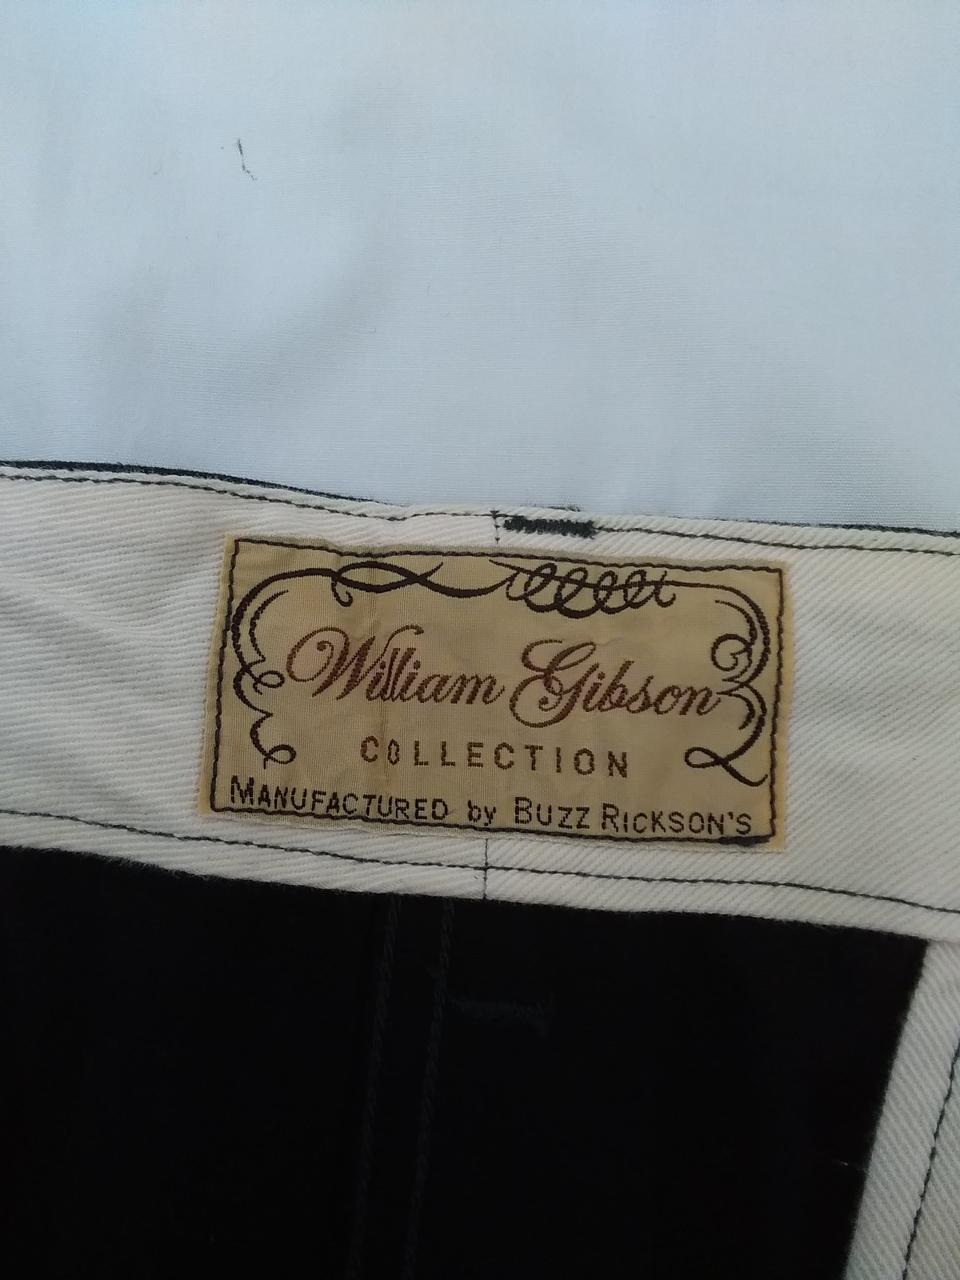 William Gibson
COLLECTION
MANUFACTURED by BUZZ RICKSON'S